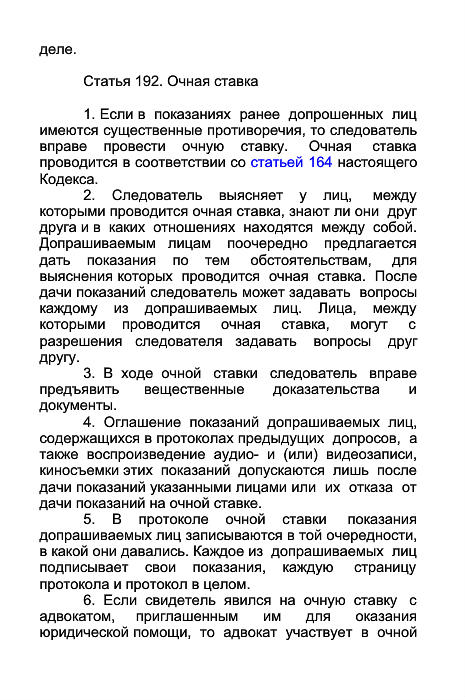 деле.
Статья 192. Очная ставка
1. Если в показаниях ранее допрошенных лиц
имеются существенные противоречия, то следователь
вправе провести очную ставку. Очная ставка
проводится в соответствии со статьей 164 настоящего
Кодекса.
2. Следователь выясняет у лиц, между
которыми проводится очная ставка, знают ли они друг
друга и в каких отношениях находятся между собой.
Допрашиваемым лицам поочередно предлагается
дать показания по тем обстоятельствам, для
выяснения которых проводится очная ставка. После
дачи показаний следователь может задавать вопросы
каждому из допрашиваемых лиц. Лица, между
которыми проводится очная ставка, могут с
разрешения следователя задавать вопросы друг
другу.
3. В ходе очной ставки следователь вправе
предъявить вещественные доказательства и
документы.
4. Оглашение показаний допрашиваемых лиц,
содержащихся в протоколах предыдущих допросов, а
также воспроизведение аудио- и (или) видеозаписи,
киносъемки этих показаний допускаются лишь после
дачи показаний указанными лицами или их отказа от
дачи показаний на очной ставке.
5. В протоколе очной ставки показания
допрашиваемых лиц записываются в той очередности,
в какой они давались. Каждое из допрашиваемых лиц
подписывает свои показания, каждую страницу
протокола и протокол в целом.
6. Если свидетель явился на очную ставку с
адвокатом, приглашенным им для оказания
юридической помощи, то адвокат участвует в очной